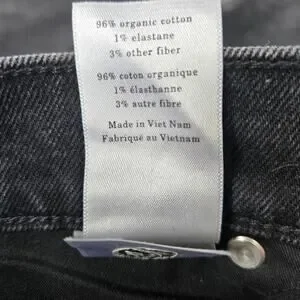 96% organic cotton
1% elastane
3% other fiber
96% coton organique
1% élasthanne
3% autre fibre
Made in Viet Nam
Fabriqué au Vietnam